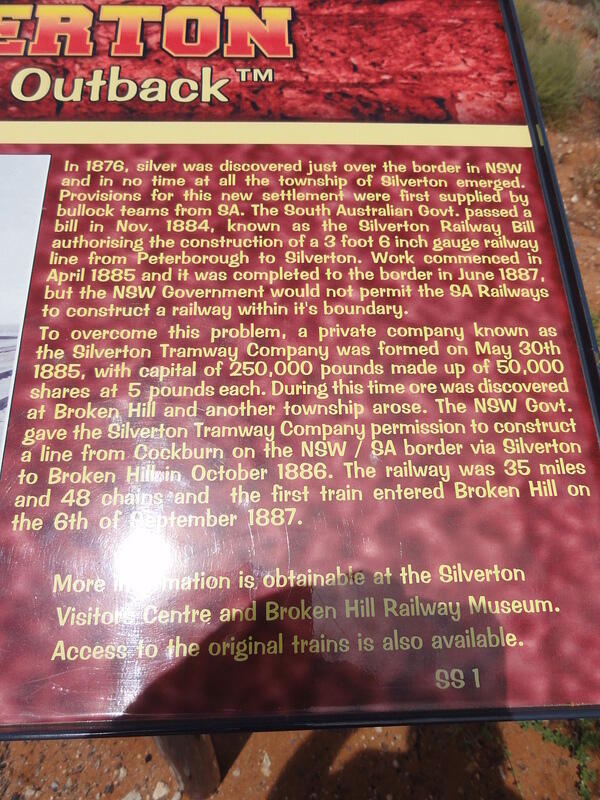 ERTON
Outback™
In 1876, silver was discovered just over the border in NSW
and in no time at all the township of Silverton emerged.
Provisions for this new settlement were first supplied by
bullock teams from SA. The South Australian Govt. passed a
bill in Nov. 1884, known as the Silverton Railway Bill
authorising the construction of a 3 foot 6 inch gauge railway
line from Peterborough to Silverton. Work commenced in
April 1885 and it was completed to the border in June 1887,
but the NSW Government would not permit the SA Railways
to construct a railway within it's boundary.
To overcome this problem, a private company known as
the Silverton Tramway Company was formed on May 30th
1885, with capital of 250,000 pounds made up of 50,000
shares at 5 pounds each. During this time ore was discovered
at Broken Hill and another township arose. The NSW Govt.
gave the Silverton Tramway Company permission to construct
a line from Cockburn on the NSW / SA border via Silverton
to Broken Hill in October 1886. The railway was 35 miles
and 48 chains and the first train entered Broken Hill on
the 6th of September 1887.
More information is obtainable at the Silverton
Visitors Centre and Broken Hill Railway Museum.
Access to the original trains is also available.
SS 1